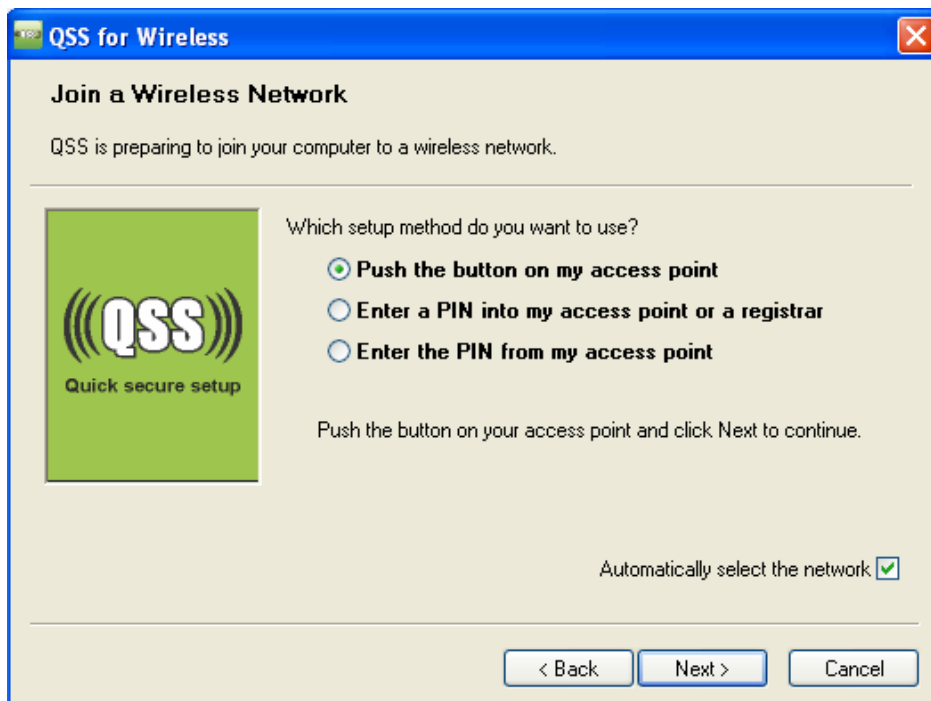 QSS for Wireless
Join a Wireless Network
QSS is preparing to join your computer to a wireless network.
Which setup method do you want to use?
Push the button on my access point
Enter a PIN into my access point or a registrar
Enter the PIN from my access point
(((QSS)))
Quick secure setup
Push the button on your access point and click Next to continue.
Automatically select the network
< Back
Next >
Cancel